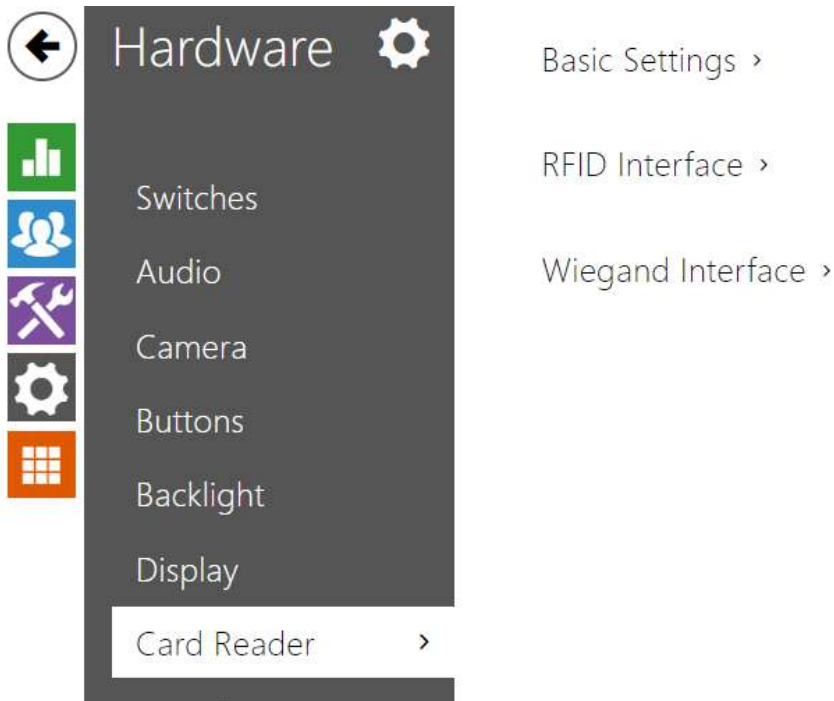 Hardware
Switches
Audio
Camera
Buttons
Backlight
Display
Card Reader ›
Basic Settings ›
RFID Interface ›
Wiegand Interface ›